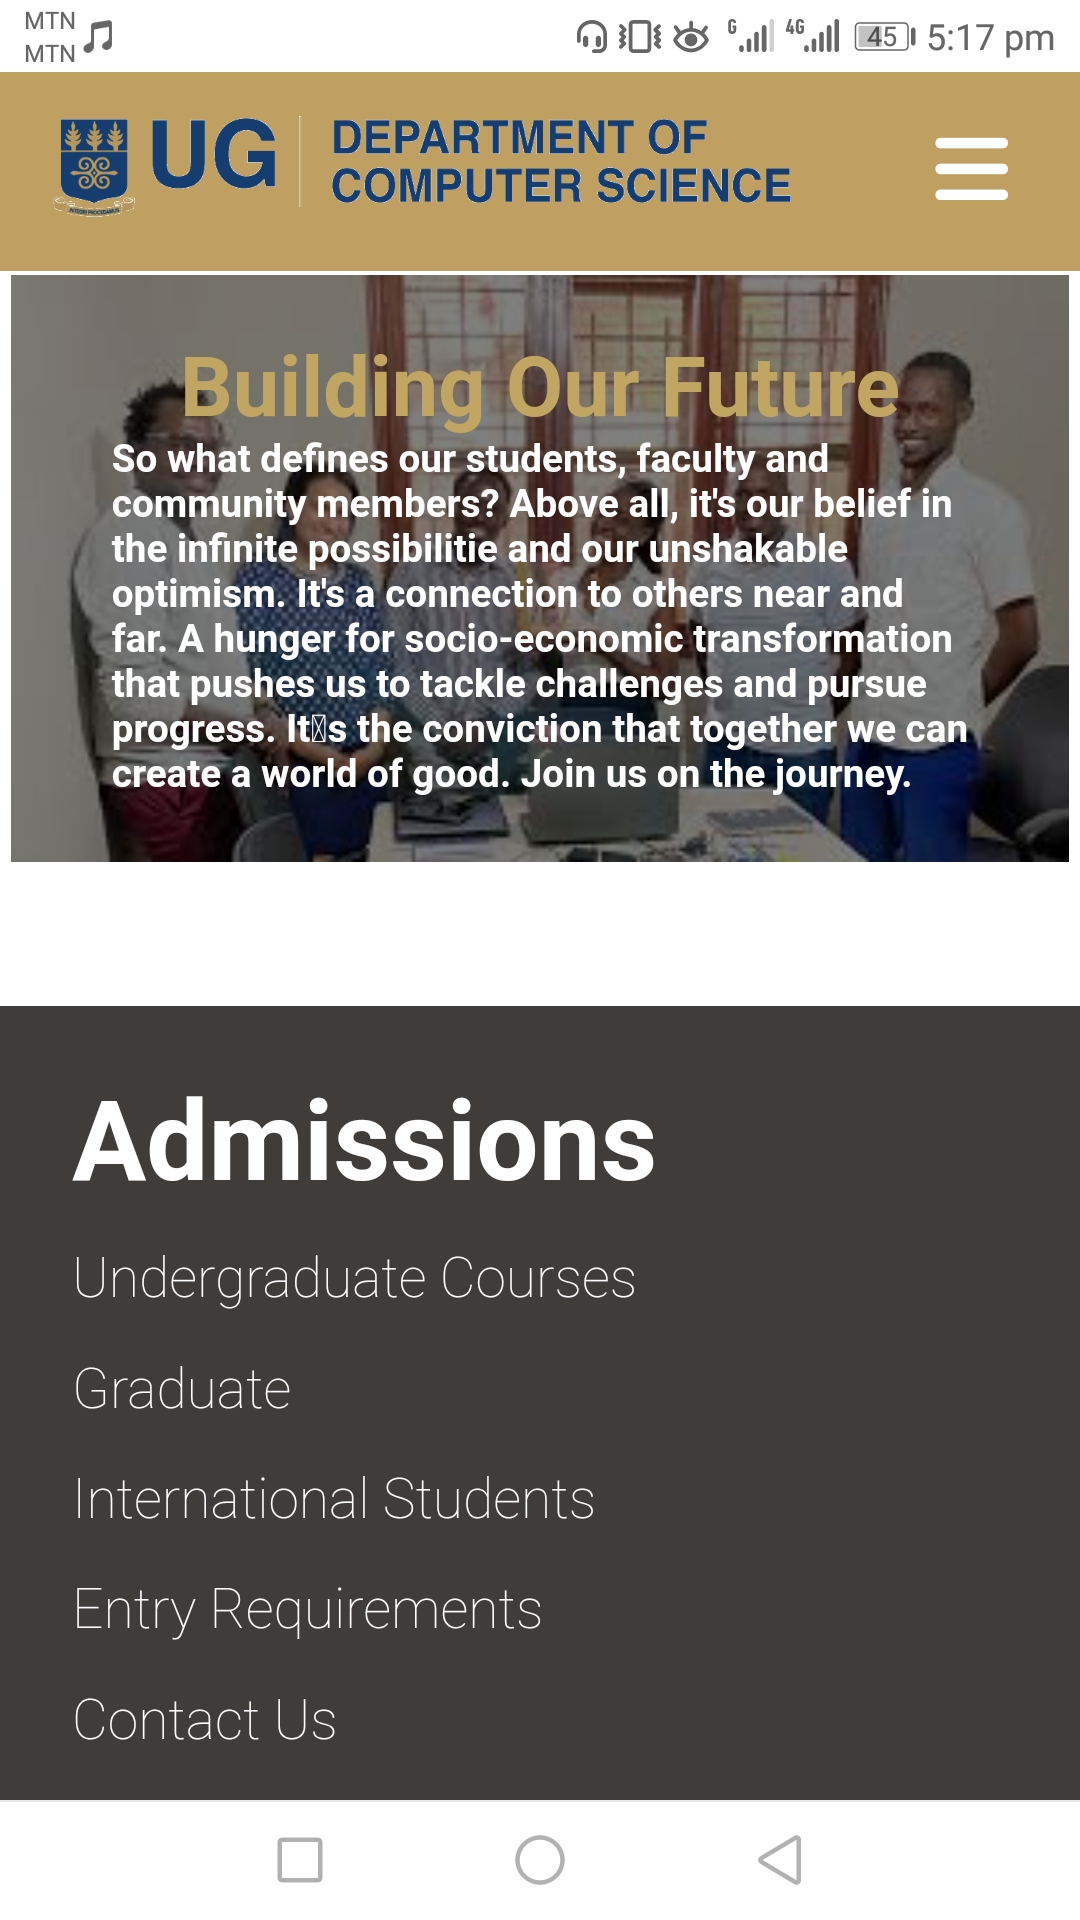 MTN
MTN
G
4G
45
5:17 pm
UG
DEPARTMENT OF
COMPUTER SCIENCE
Building Our Future
So what defines our students, faculty and
community members? Above all, it's our belief in
the infinite possibilitie and our unshakable
optimism. It's a connection to others near and
far. A hunger for socio-economic transformation
that pushes us to tackle challenges and pursue
progress. It▯s the conviction that together we can
create a world of good. Join us on the journey.
Admissions
Undergraduate Courses
Graduate
International Students
Entry Requirements
Contact Us